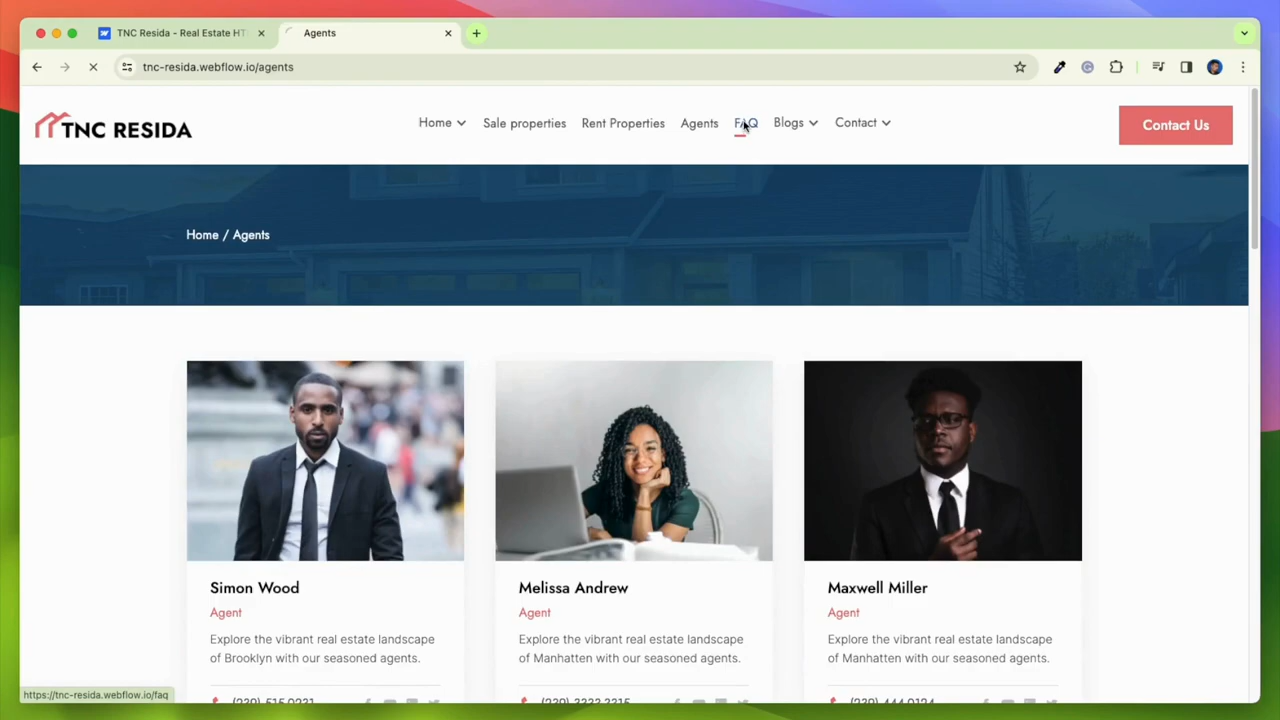 TNC Resida - Real Estate HT
Agents
tnc-resida.webflow.io/agents
TNC RESIDA
Home
Sale properties
Rent Properties
Agents
FAQ
Blogs
Contact
Contact Us
Home / Agents
Simon Wood
Agent
Explore the vibrant real estate landscape
of Brooklyn with our seasoned agents.
Melissa Andrew
Agent
Explore the vibrant real estate landscape
of Manhatten with our seasoned agents.
Maxwell Miller
Agent
Explore the vibrant real estate landscape
of Manhatten with our seasoned agents.
https://tnc-resida.webflow.io/faq